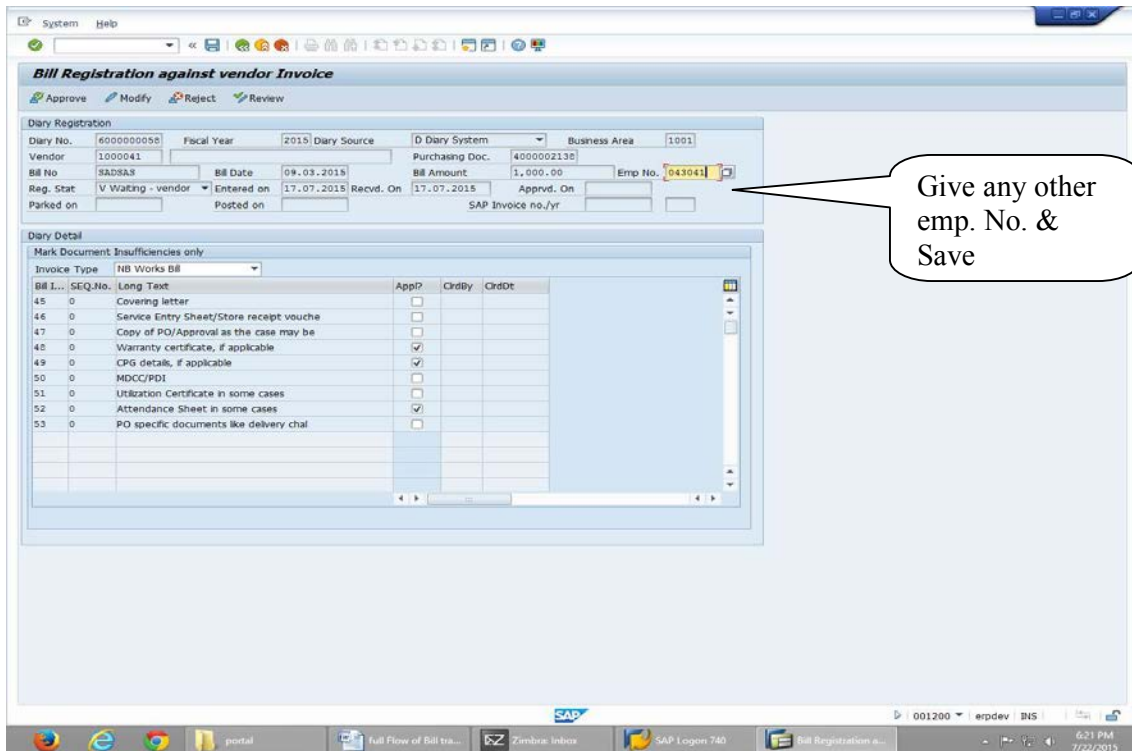 System Help
Bill Registration against vendor Invoice
Approve Modify Reject Review
Diary Registration
Diary No. 6000000058 Fiscal Year 2015 Diary Source D Diary System Business Area 1001
Vendor 1000041 Purchasing Doc. 4000002138
Bill No SADSAS Bill Date 09.03.2015 Bill Amount 1,000.00 Emp No. 043041
Reg. Stat V Waiting - vendor Entered on 17.07.2015 Recvd. On 17.07.2015 Apprvd. On
Parked on Posted on SAP Invoice no./yr
Give any other
emp. No. &
Save
Diary Detail
Mark Document Insufficiencies only
Invoice Type NB Works Bill
Bill I... SEQ.No. Long Text Appl? ClrdBy ClrdDt
45 0 Covering letter
46 0 Service Entry Sheet/Store receipt vouche
47 0 Copy of PO/Approval as the case may be
48 0 Warranty certificate, if applicable
49 0 CPG details, if applicable
50 0 MDCC/PDI
51 0 Utilization Certificate in some cases
52 0 Attendance Sheet in some cases
53 0 PO specific documents like delivery chal
SAP
001200 erpdev INS
portal full Flow of Bill tra... Zimbra: Inbox SAP Logon 740 Bill Registration a... 6:21 PM
7/22/2015